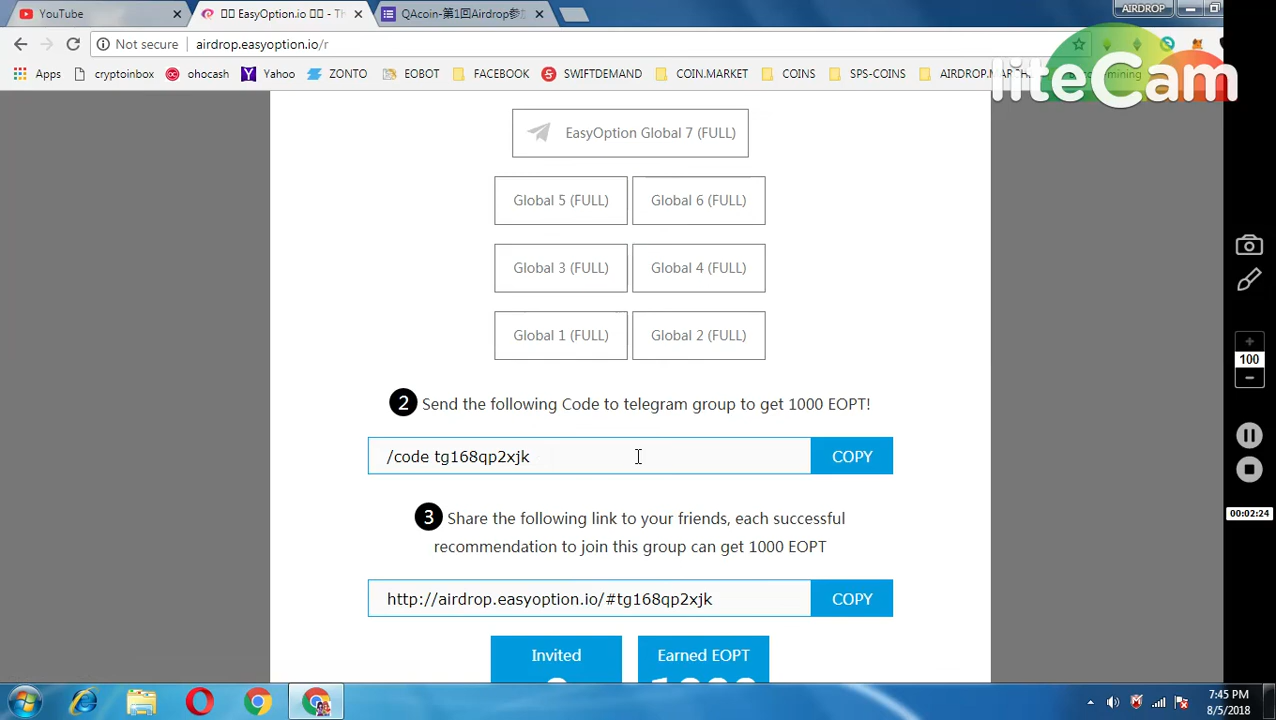 YouTube
EasyOption.io
- Th
QAcoin-第1回Airdrop参
AIRDROP
Not secure
airdrop.easyoption.io/r
Apps
cryptoinbox
ohocash
Yahoo
ZONTO
EOBOT
FACEBOOK
SWIFTDEMAND
COIN.MARKET
COINS
SPS-COINS
mining
liteCam
EasyOption Global 7 (FULL)
Global 5 (FULL)
Global 6 (FULL)
Global 3 (FULL)
Global 4 (FULL)
Global 1 (FULL)
Global 2 (FULL)
2 Send the following Code to telegram group to get 1000 EOPT!
/code tg168qp2xjk
COPY
3 Share the following link to your friends, each successful
recommendation to join this group can get 1000 EOPT
http://airdrop.easyoption.io/#tg168qp2xjk
COPY
Invited
Earned EOPT
100
00:02:24
7:45 PM
8/5/2018